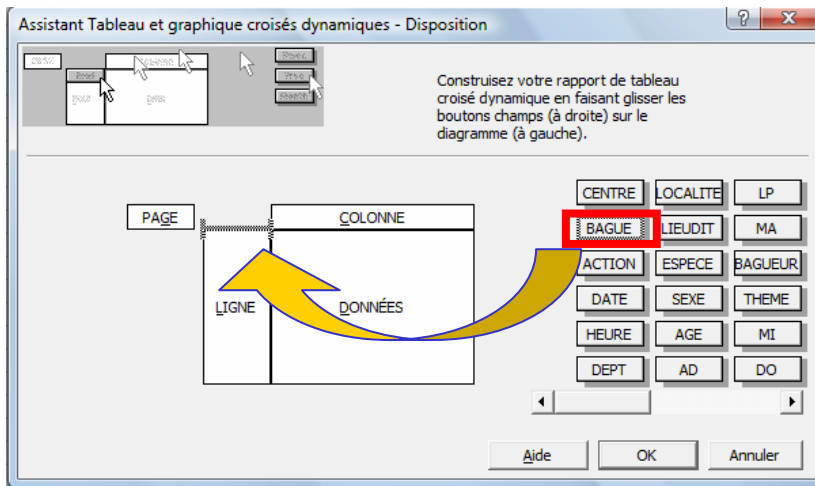 Assistant Tableau et graphique croisés dynamiques - Disposition
Construisez votre rapport de tableau
croisé dynamique en faisant glisser les
boutons champs (à droite) sur le
diagramme (à gauche).
PAGE
COLONNE
LIGNE
DONNÉES
CENTRE LOCALITE LP
BAGUE LIEUDIT MA
ACTION ESPECE BAGUEUR
DATE SEXE THEME
HEURE AGE MI
DEPT AD DO
Aide OK Annuler